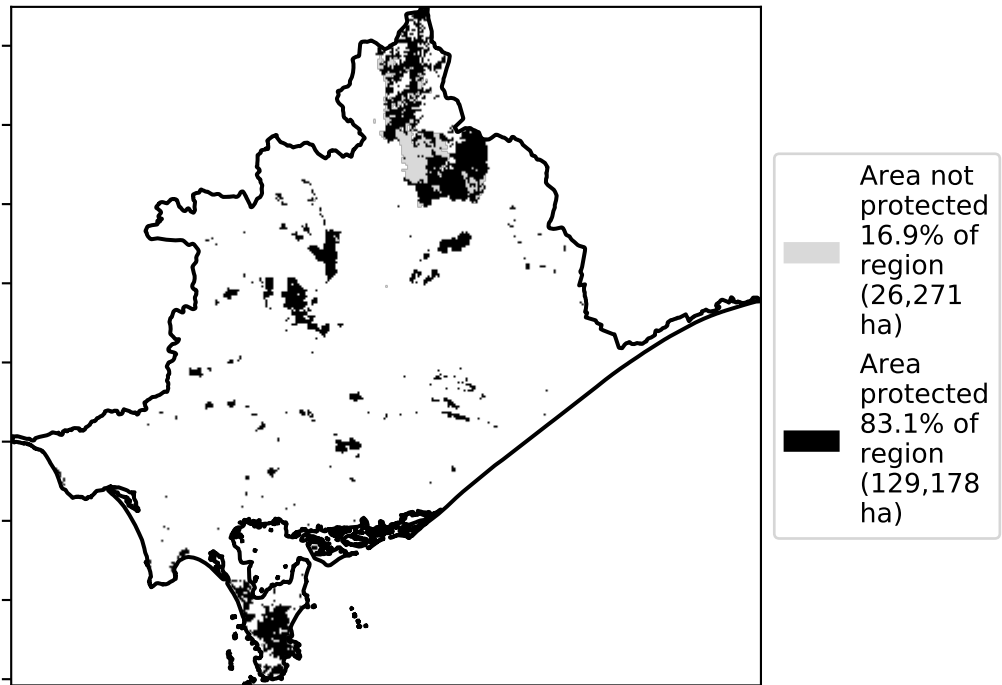 Area not
protected
16.9% of
region
(26,271
ha)
Area
protected
83.1% of
region
(129,178
ha)